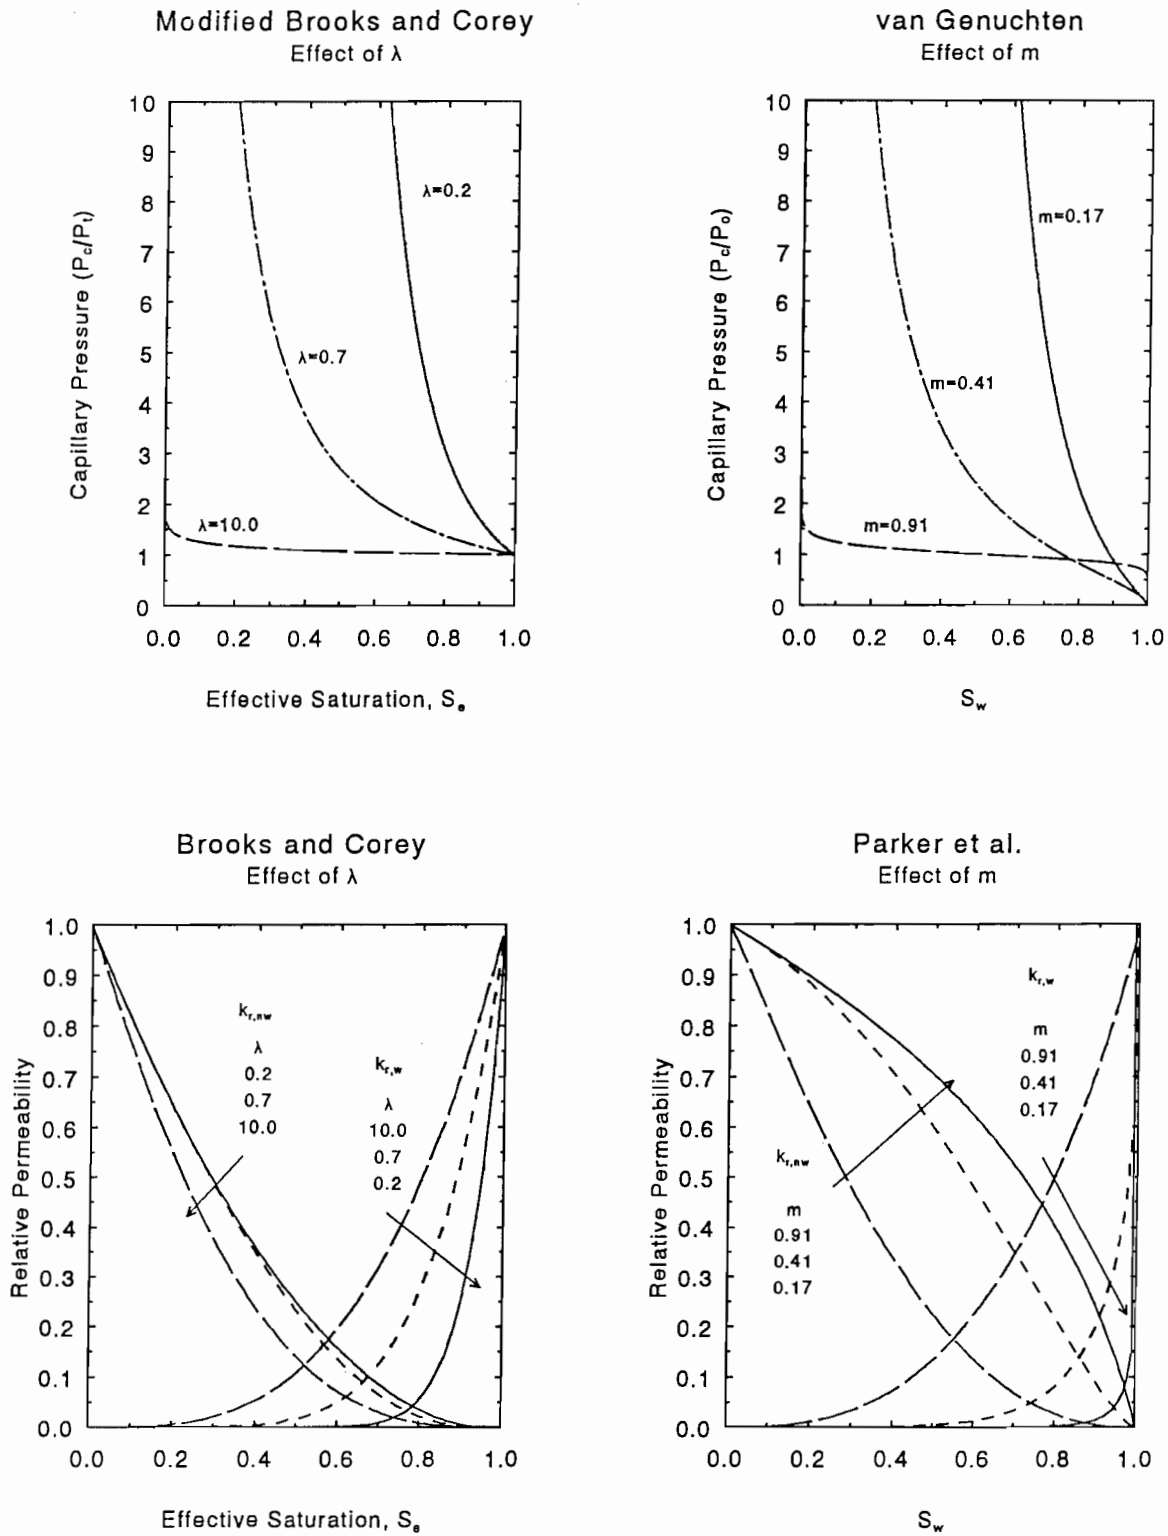 Modified Brooks and Corey
Effect of λ
10
9
8
7
6
5
4
3
2
1
0
Capillary Pressure (Pc/Pt)
λ=0.2
λ=0.7
λ=10.0
0.0 0.2 0.4 0.6 0.8 1.0
Effective Saturation, Se
van Genuchten
Effect of m
10
9
8
7
6
5
4
3
2
1
0
Capillary Pressure (Pc/Po)
m=0.17
m=0.41
m=0.91
0.0 0.2 0.4 0.6 0.8 1.0
Sw
Brooks and Corey
Effect of λ
1.0
0.9
0.8
0.7
0.6
0.5
0.4
0.3
0.2
0.1
0.0
Relative Permeability
kr,nw
λ
0.2
0.7
10.0
kr,w
λ
10.0
0.7
0.2
0.0 0.2 0.4 0.6 0.8 1.0
Effective Saturation, Se
Parker et al.
Effect of m
1.0
0.9
0.8
0.7
0.6
0.5
0.4
0.3
0.2
0.1
0.0
Relative Permeability
kr,w
m
0.91
0.41
0.17
kr,nw
m
0.91
0.41
0.17
0.0 0.2 0.4 0.6 0.8 1.0
Sw